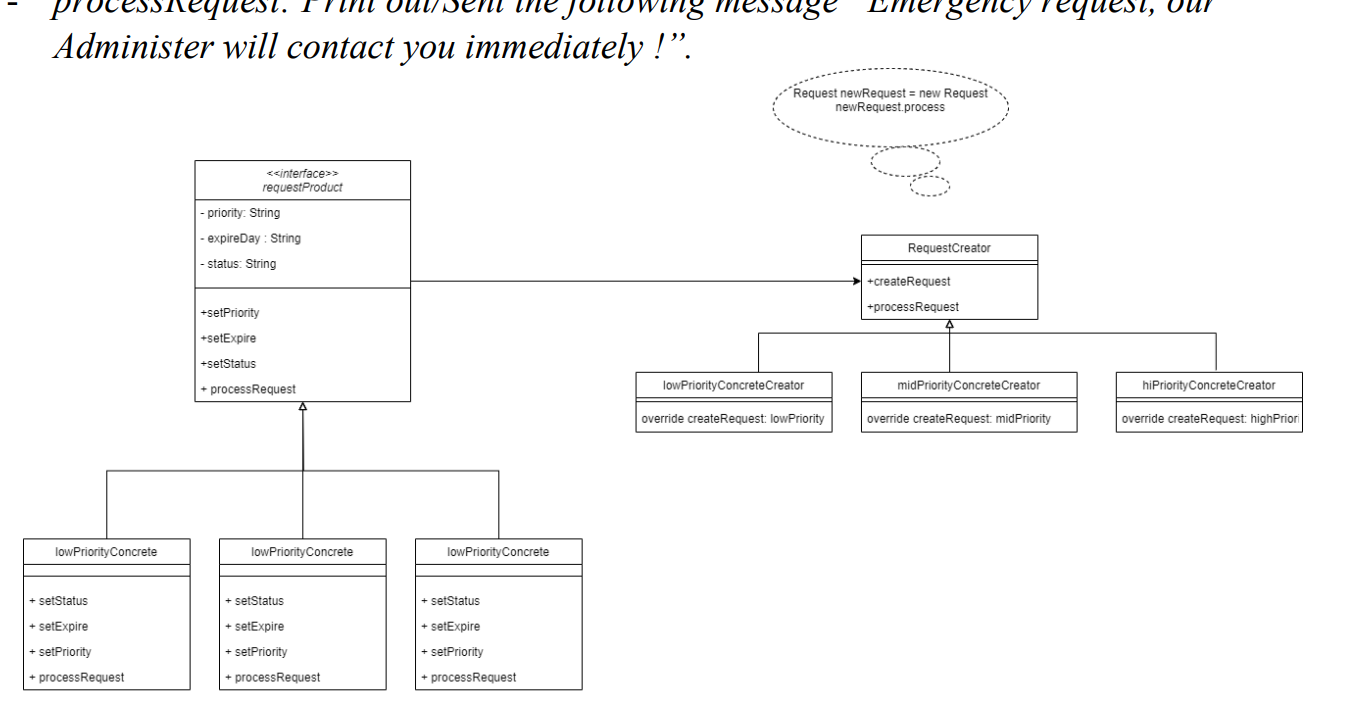 - processRequest: Print out/Sent the following message “Emergency request, our
Administer will contact you immediately !”.
Request newRequest = new Request
newRequest.process
<<interface>>
requestProduct
- priority: String
- expireDay : String
- status: String
+setPriority
+setExpire
+setStatus
+ processRequest
RequestCreator
+createRequest
+processRequest
lowPriorityConcreteCreator
override createRequest: lowPriority
midPriorityConcreteCreator
override createRequest: midPriority
hiPriorityConcreteCreator
override createRequest: highPriori
lowPriorityConcrete
+ setStatus
+ setExpire
+ setPriority
+ processRequest
lowPriorityConcrete
+ setStatus
+ setExpire
+ setPriority
+ processRequest
lowPriorityConcrete
+ setStatus
+ setExpire
+ setPriority
+ processRequest